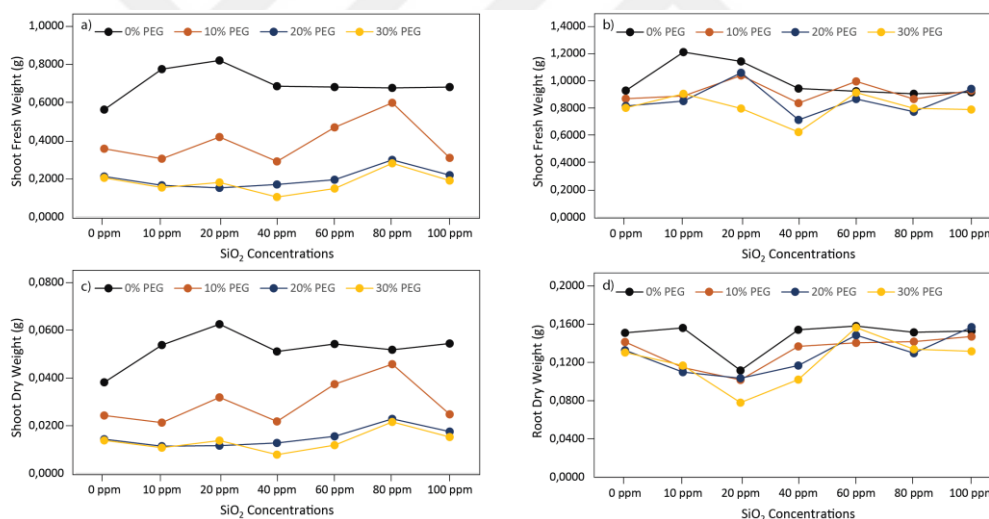 a)
0% PEG 10% PEG 20% PEG 30% PEG
Shoot Fresh Weight (g)
1,0000
0,8000
0,6000
0,4000
0,2000
0,0000
0 ppm 10 ppm 20 ppm 40 ppm 60 ppm 80 ppm 100 ppm
SiO₂ Concentrations
b)
0% PEG 10% PEG 20% PEG 30% PEG
Shoot Fresh Weight (g)
1,4000
1,2000
1,0000
0,8000
0,6000
0,4000
0,2000
0,0000
0 ppm 10 ppm 20 ppm 40 ppm 60 ppm 80 ppm 100 ppm
SiO₂ Concentrations
c)
0% PEG 10% PEG 20% PEG 30% PEG
Shoot Dry Weight (g)
0,0800
0,0600
0,0400
0,0200
0,0000
0 ppm 10 ppm 20 ppm 40 ppm 60 ppm 80 ppm 100 ppm
SiO₂ Concentrations
d)
0% PEG 10% PEG 20% PEG 30% PEG
Root Dry Weight (g)
0,2000
0,1600
0,1200
0,0800
0,0400
0,0000
0 ppm 10 ppm 20 ppm 40 ppm 60 ppm 80 ppm 100 ppm
SiO₂ Concentrations